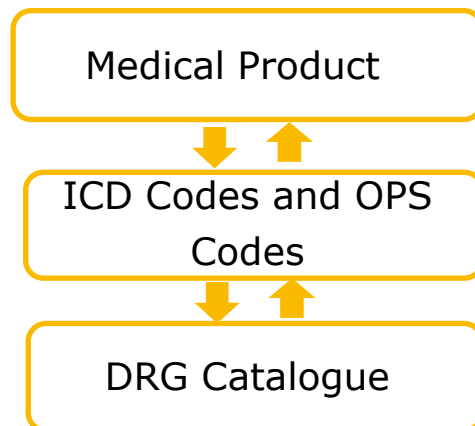 Medical Product
ICD Codes and OPS
Codes
DRG Catalogue